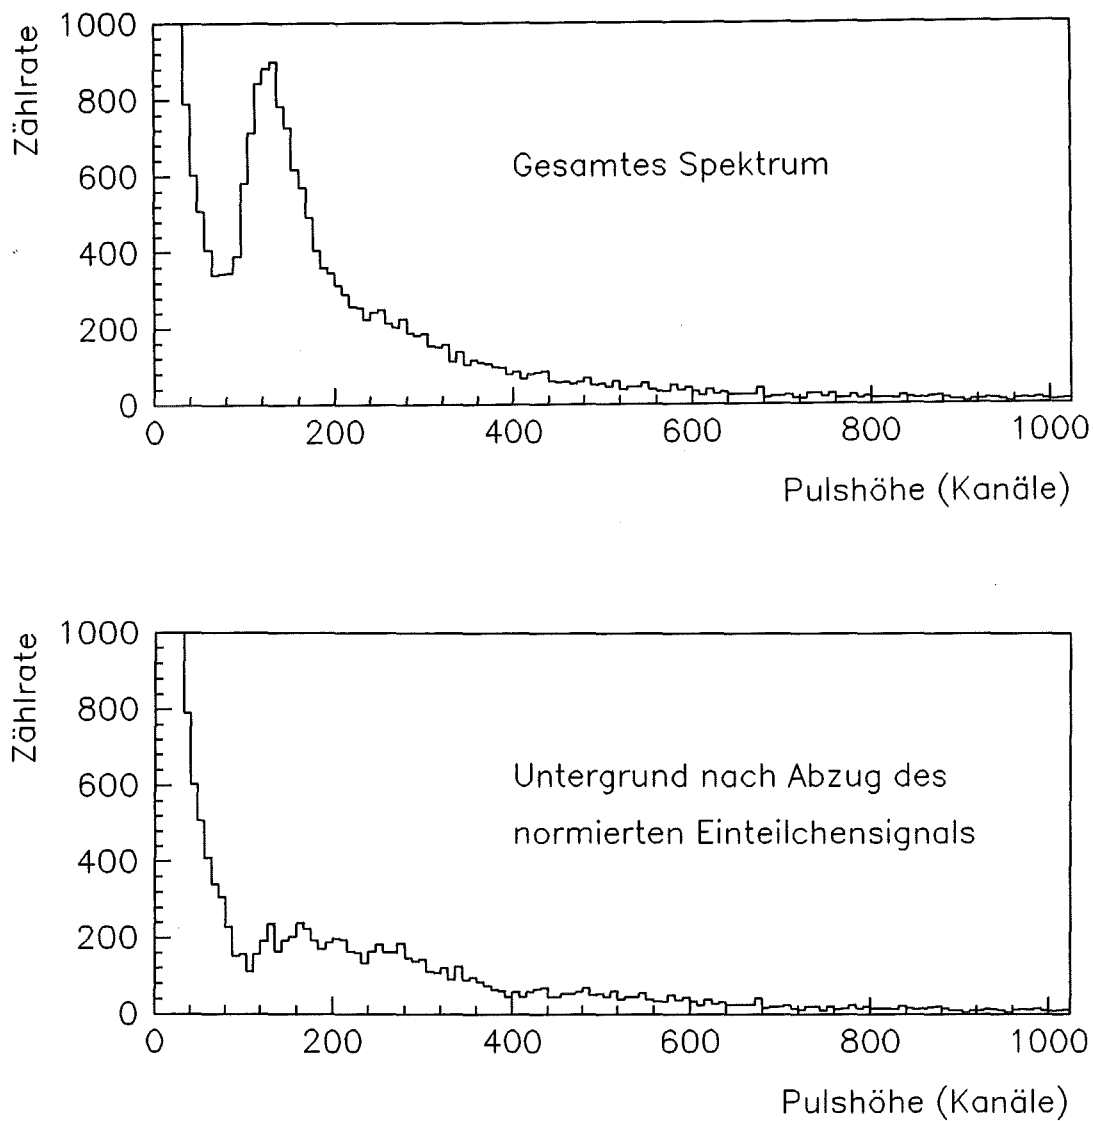 Zählrate
1000
800
600
400
200
0
Gesamtes Spektrum
0 200 400 600 800 1000
Pulshöhe (Kanäle)
Zählrate
1000
800
600
400
200
0
Untergrund nach Abzug des
normierten Einteilchensignals
0 200 400 600 800 1000
Pulshöhe (Kanäle)